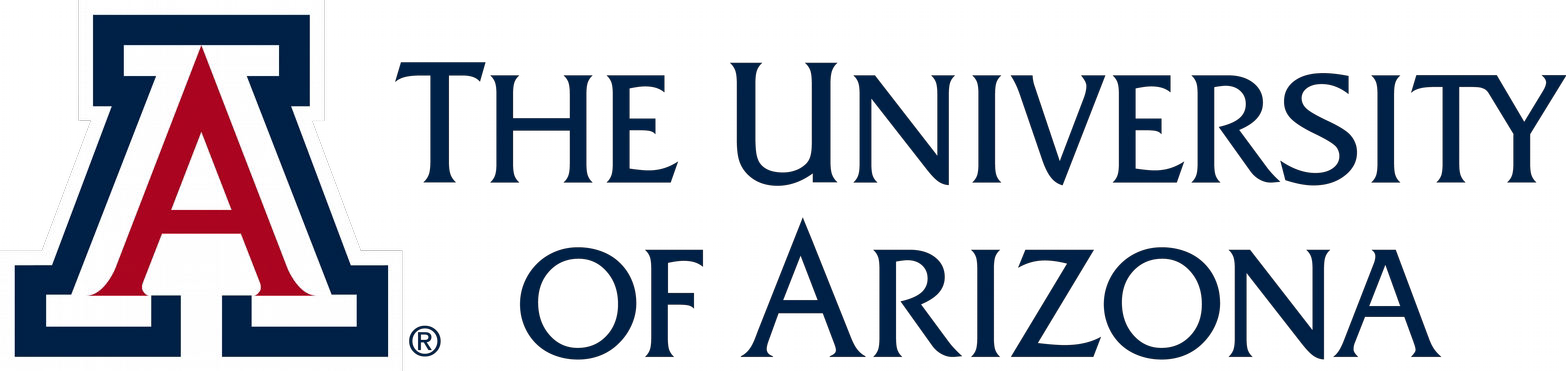 A
THE UNIVERSITY
OF ARIZONA
®